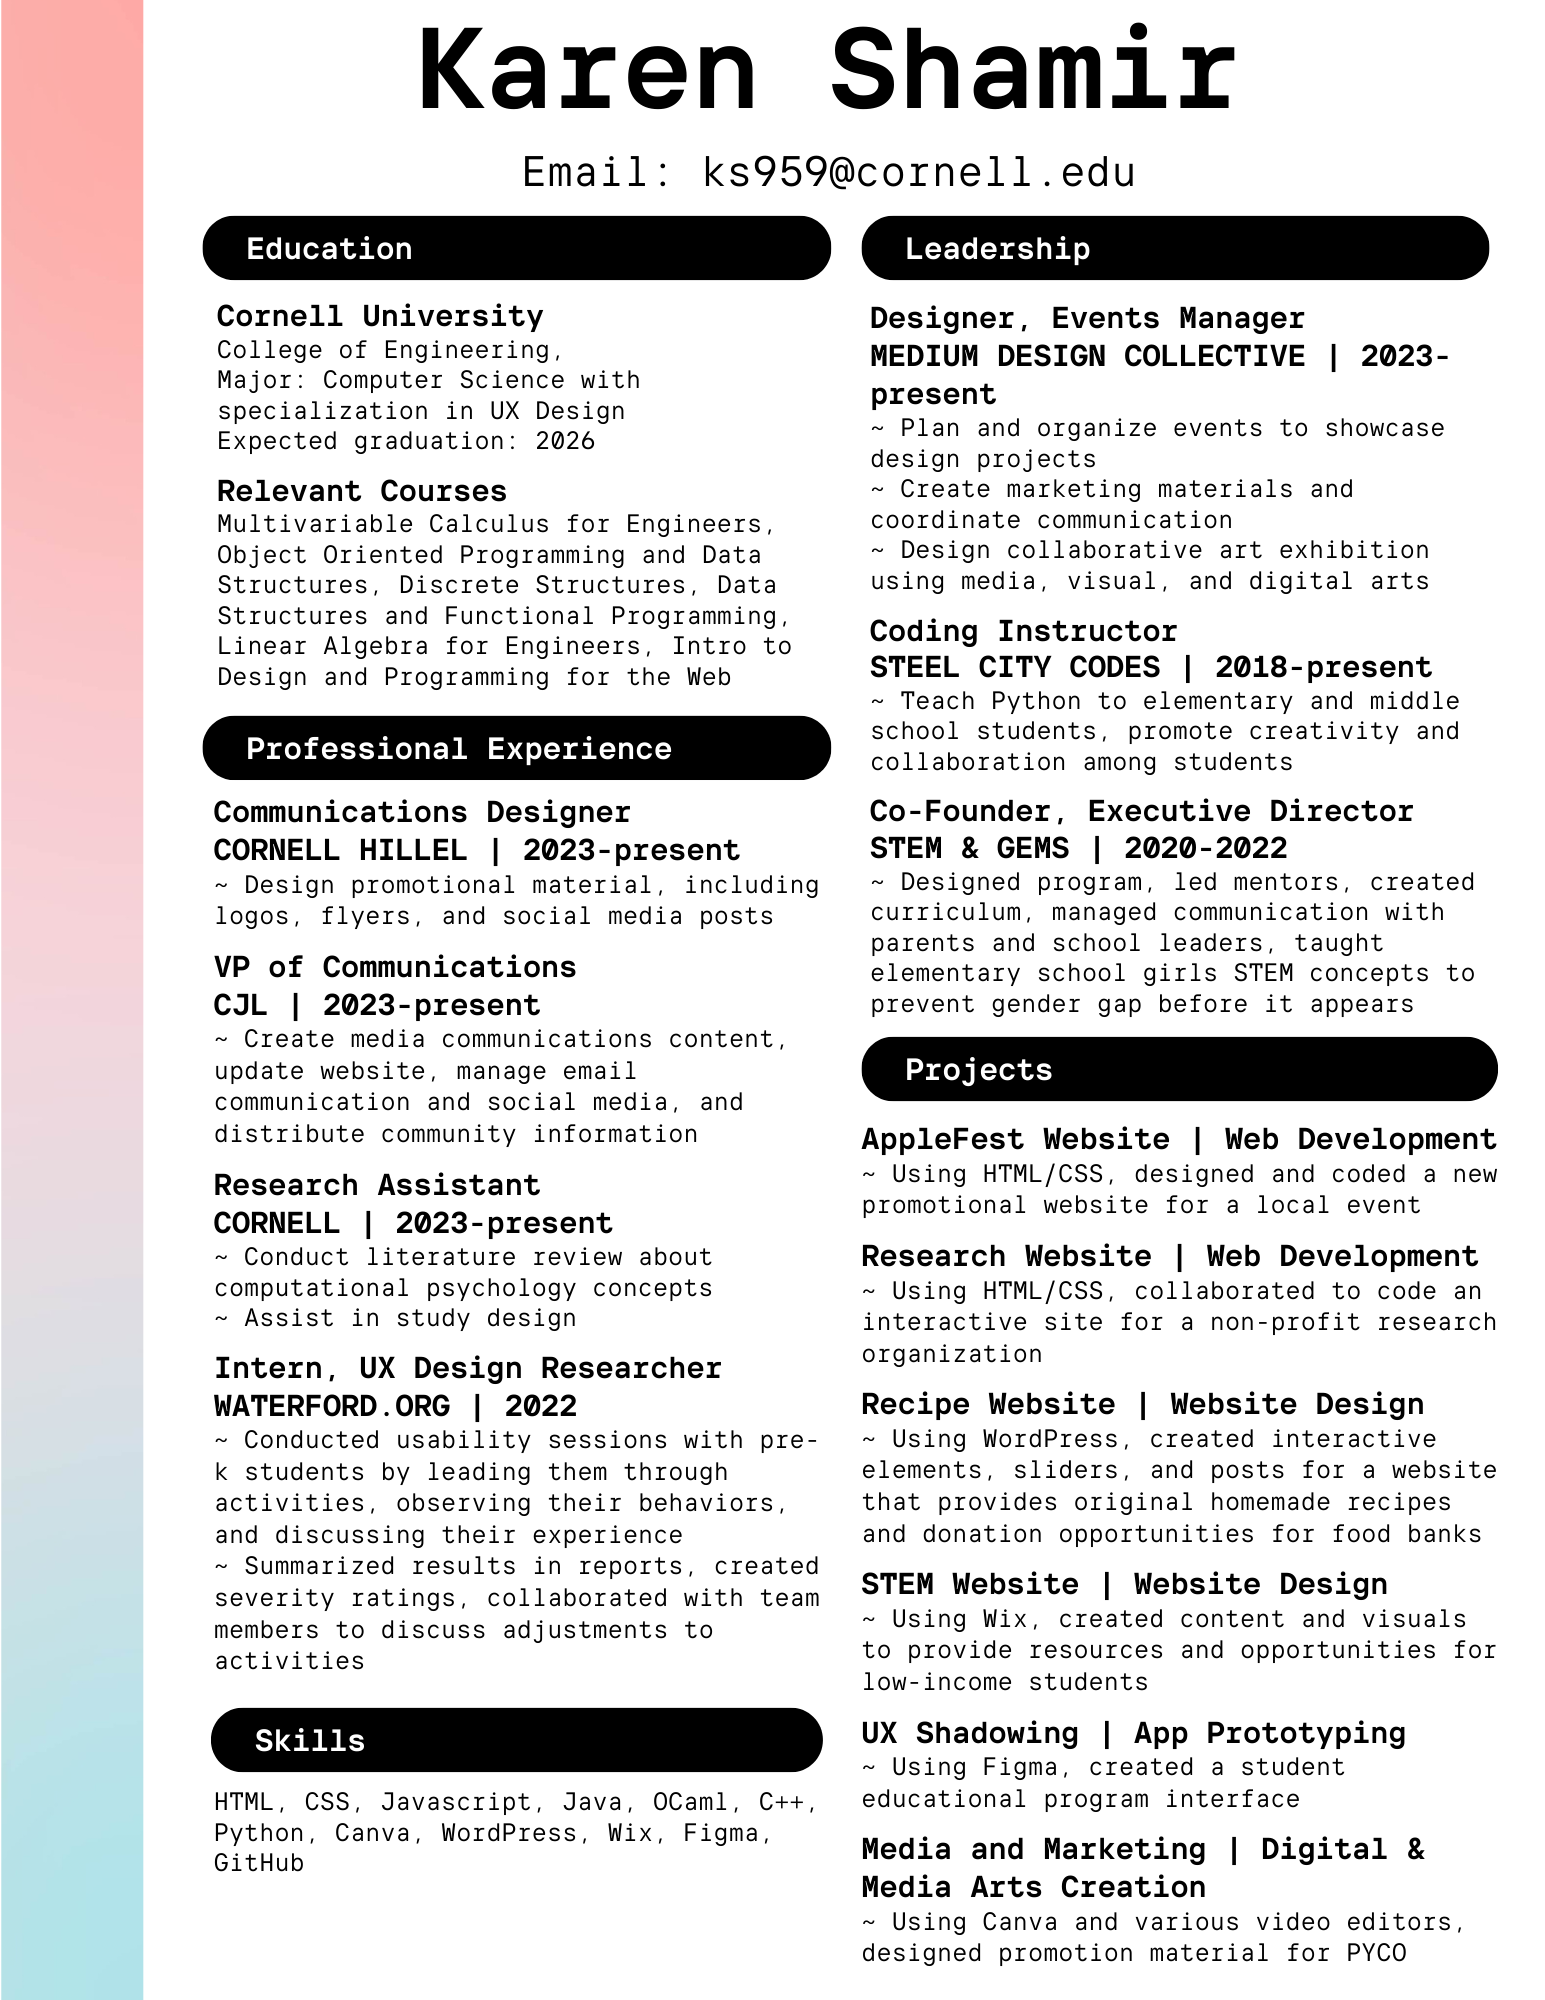 Karen Shamir
Email: ks959@cornell.edu
Education
Cornell University
College of Engineering,
Major: Computer Science with
specialization in UX Design
Expected graduation: 2026
Relevant Courses
Multivariable Calculus for Engineers,
Object Oriented Programming and Data
Structures, Discrete Structures, Data
Structures and Functional Programming,
Linear Algebra for Engineers, Intro to
Design and Programming for the Web
Professional Experience
Communications Designer
CORNELL HILLEL | 2023-present
~ Design promotional material, including
logos, flyers, and social media posts
VP of Communications
CJL | 2023-present
~ Create media communications content,
update website, manage email
communication and social media, and
distribute community information
Research Assistant
CORNELL | 2023-present
~ Conduct literature review about
computational psychology concepts
~ Assist in study design
Intern, UX Design Researcher
WATERFORD.ORG | 2022
~ Conducted usability sessions with pre-
k students by leading them through
activities, observing their behaviors,
and discussing their experience
~ Summarized results in reports, created
severity ratings, collaborated with team
members to discuss adjustments to
activities
Skills
HTML, CSS, Javascript, Java, OCaml, C++,
Python, Canva, WordPress, Wix, Figma,
GitHub
Leadership
Designer, Events Manager
MEDIUM DESIGN COLLECTIVE | 2023-
present
~ Plan and organize events to showcase
design projects
~ Create marketing materials and
coordinate communication
~ Design collaborative art exhibition
using media, visual, and digital arts
Coding Instructor
STEEL CITY CODES | 2018-present
~ Teach Python to elementary and middle
school students, promote creativity and
collaboration among students
Co-Founder, Executive Director
STEM & GEMS | 2020-2022
~ Designed program, led mentors, created
curriculum, managed communication with
parents and school leaders, taught
elementary school girls STEM concepts to
prevent gender gap before it appears
Projects
AppleFest Website | Web Development
~ Using HTML/CSS, designed and coded a new
promotional website for a local event
Research Website | Web Development
~ Using HTML/CSS, collaborated to code an
interactive site for a non-profit research
organization
Recipe Website | Website Design
~ Using WordPress, created interactive
elements, sliders, and posts for a website
that provides original homemade recipes
and donation opportunities for food banks
STEM Website | Website Design
~ Using Wix, created content and visuals
to provide resources and opportunities for
low-income students
UX Shadowing | App Prototyping
~ Using Figma, created a student
educational program interface
Media and Marketing | Digital &
Media Arts Creation
~ Using Canva and various video editors,
designed promotion material for PYCO